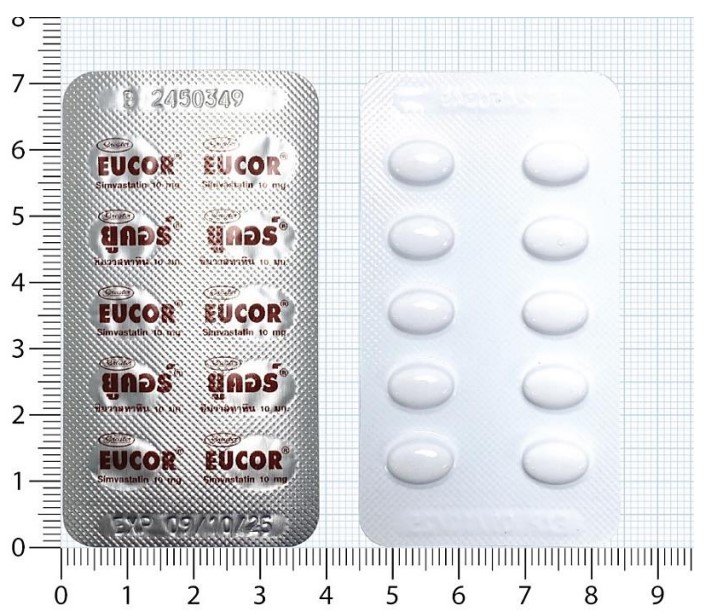 B 2450349
EUCOR® EUCOR®
Simvastatin 10 mg Simvastatin 10 mg.
ยูคอร์® ยูคอร์®
ซิมวาสทาทิน 10 มก. ซิมวาสทาทิน 10 มก.
EUCOR® EUCOR®
Simvastatin 10 mg Simvastatin 10 mg.
ยูคอร์® ยูคอร์®
ซิมวาสทาทิน 10 มก. ซิมวาสทาทิน 10 มก.
EUCOR® EUCOR®
Simvastatin 10 mg Simvastatin 10 mg
EXP 09/10/25
8
7
6
5
4
3
2
1
0
0 1 2 3 4 5 6 7 8 9